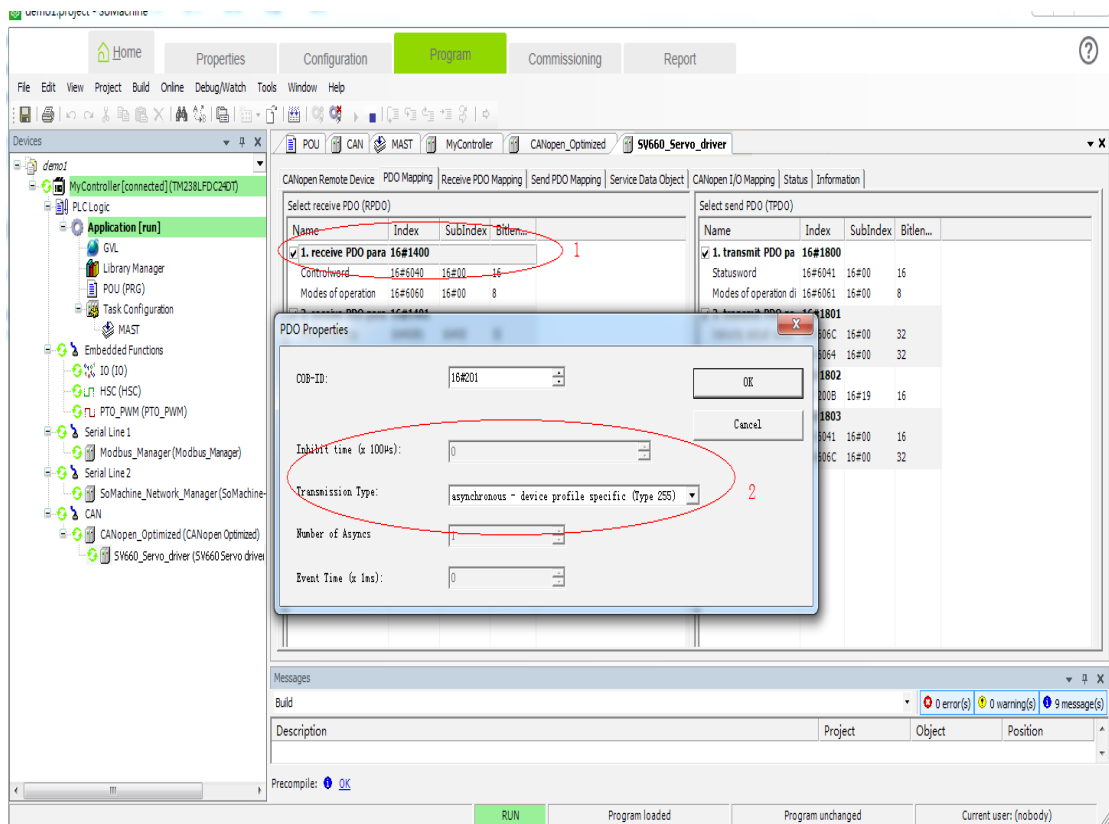 demo1.project - SoMachine
Home
Properties
Configuration
Program
Commissioning
Report
File Edit View Project Build Online Debug/Watch Tools Window Help
Devices
demo1
MyController [connected] (TM238LFDC24DT)
PLC Logic
Application [run]
GVL
Library Manager
POU (PRG)
Task Configuration
MAST
Embedded Functions
IO (IO)
HSC (HSC)
PTO_PWM (PTO_PWM)
Serial Line 1
Modbus_Manager (Modbus_Manager)
Serial Line 2
SoMachine_Network_Manager (SoMachine-
CAN
CANopen_Optimized (CANopen Optimized)
SV660_Servo_driver (SV660 Servo driver
POU CAN MAST MyController CANopen_Optimized SV660_Servo_driver
CANopen Remote Device PDO Mapping Receive PDO Mapping Send PDO Mapping Service Data Object CANopen I/O Mapping Status Information
Select receive PDO (RPDO)
Name Index SubIndex Bitlen...
1. receive PDO para 16#1400
Controlword 16#6040 16#00 16
Modes of operation 16#6060 16#00 8
1
Select send PDO (TPDO)
Name Index SubIndex Bitlen...
1. transmit PDO pa 16#1800
Statusword 16#6041 16#00 16
Modes of operation di 16#6061 16#00 8
2. transmit PDO pa 16#1801
606C 16#00 32
6064 16#00 32
1802
200B 16#19 16
1803
6041 16#00 16
606C 16#00 32
PDO Properties
COB-ID: 16#201
OK
Cancel
Inhibit time (x 100µs): 0
Transmission Type: asynchronous - device profile specific (Type 255)
2
Number of Asyncs 1
Event Time (x 1ms): 0
Messages
Build
0 error(s) 0 warning(s) 9 message(s)
Description Project Object Position
Precompile: OK
RUN Program loaded Program unchanged Current user: (nobody)